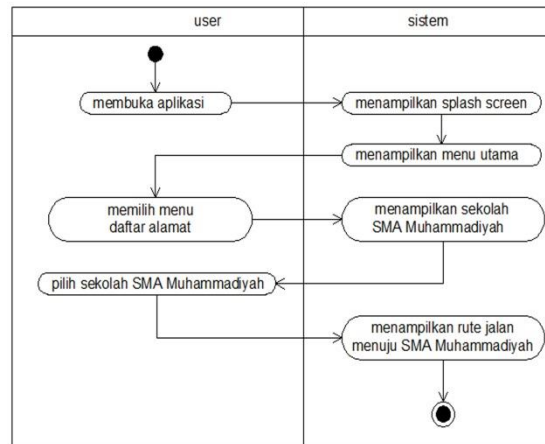 user
sistem
membuka aplikasi
menampilkan splash screen
menampilkan menu utama
memilih menu
daftar alamat
menampilkan sekolah
SMA Muhammadiyah
pilih sekolah SMA Muhammadiyah
menampilkan rute jalan
menuju SMA Muhammadiyah